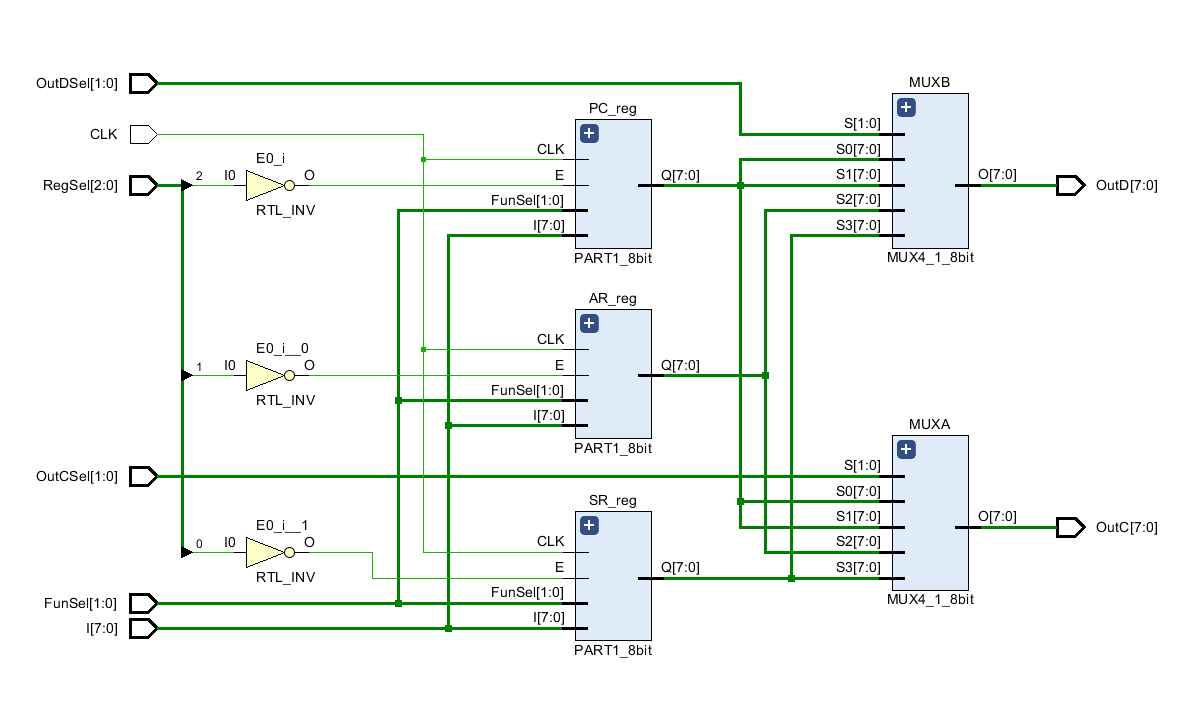 OutDSel[1:0]
CLK
RegSel[2:0]
2
I0
E0_i
O
RTL_INV
PC_reg
CLK
E
FunSel[1:0]
I[7:0]
Q[7:0]
PART1_8bit
MUXB
S[1:0]
S0[7:0]
S1[7:0]
S2[7:0]
S3[7:0]
O[7:0]
MUX4_1_8bit
OutD[7:0]
1
I0
E0_i__0
O
RTL_INV
AR_reg
CLK
E
FunSel[1:0]
I[7:0]
Q[7:0]
PART1_8bit
OutCSel[1:0]
0
I0
E0_i__1
O
RTL_INV
SR_reg
CLK
E
FunSel[1:0]
I[7:0]
Q[7:0]
PART1_8bit
MUXA
S[1:0]
S0[7:0]
S1[7:0]
S2[7:0]
S3[7:0]
O[7:0]
MUX4_1_8bit
OutC[7:0]
FunSel[1:0]
I[7:0]